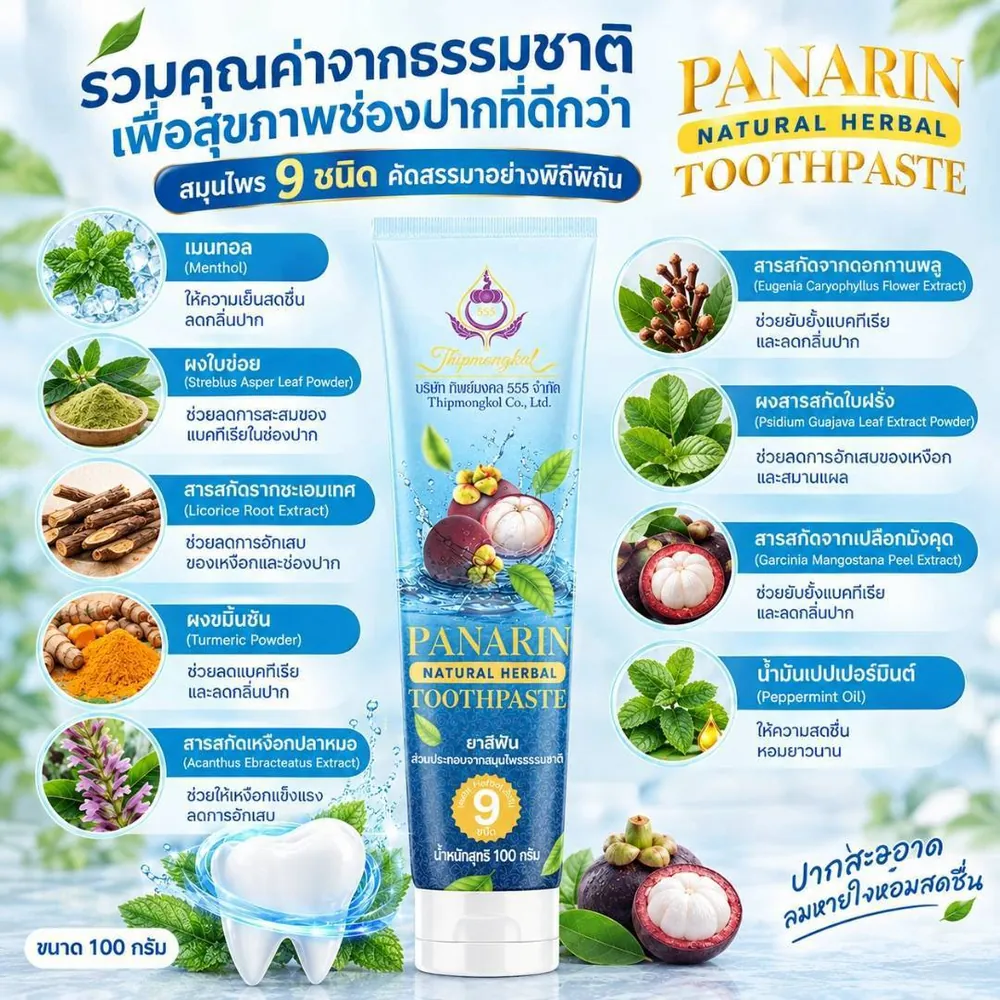 รวมคุณค่าจากธรรมชาติ
เพื่อสุขภาพช่องปากที่ดีกว่า
สมุนไพร 9 ชนิด คัดสรรมาอย่างพิถีพิถัน
PANARIN
NATURAL HERBAL
TOOTHPASTE
เมนทอล
(Menthol)
ให้ความเย็นสดชื่น
ลดกลิ่นปาก
ผงใบข่อย
(Streblus Asper Leaf Powder)
ช่วยลดการสะสมของ
แบคทีเรียในช่องปาก
สารสกัดรากชะเอมเทศ
(Licorice Root Extract)
ช่วยลดการอักเสบ
ของเหงือกและช่องปาก
ผงขมิ้นชัน
(Turmeric Powder)
ช่วยลดแบคทีเรีย
และลดกลิ่นปาก
สารสกัดเหงือกปลาหมอ
(Acanthus Ebracteatus Extract)
ช่วยให้เหงือกแข็งแรง
ลดการอักเสบ
ขนาด 100 กรัม
555
Thipmongkol
บริษัท ทิพย์มงคล 555 จำกัด
Thipmongkol Co., Ltd.
PANARIN
NATURAL HERBAL
TOOTHPASTE
ยาสีฟัน
ส่วนประกอบจากสมุนไพรธรรมชาติ
Herbal
9
ชนิด
น้ำหนักสุทธิ 100 กรัม
สารสกัดจากดอกกานพลู
(Eugenia Caryophyllus Flower Extract)
ช่วยยับยั้งแบคทีเรีย
และลดกลิ่นปาก
ผงสารสกัดใบฝรั่ง
(Psidium Guajava Leaf Extract Powder)
ช่วยลดการอักเสบของเหงือก
และสมานแผล
สารสกัดจากเปลือกมังคุด
(Garcinia Mangostana Peel Extract)
ช่วยยับยั้งแบคทีเรีย
และลดกลิ่นปาก
น้ำมันเปปเปอร์มินต์
(Peppermint Oil)
ให้ความสดชื่น
หอมยาวนาน
ปากสะอาด
ลมหายใจหอมสดชื่น